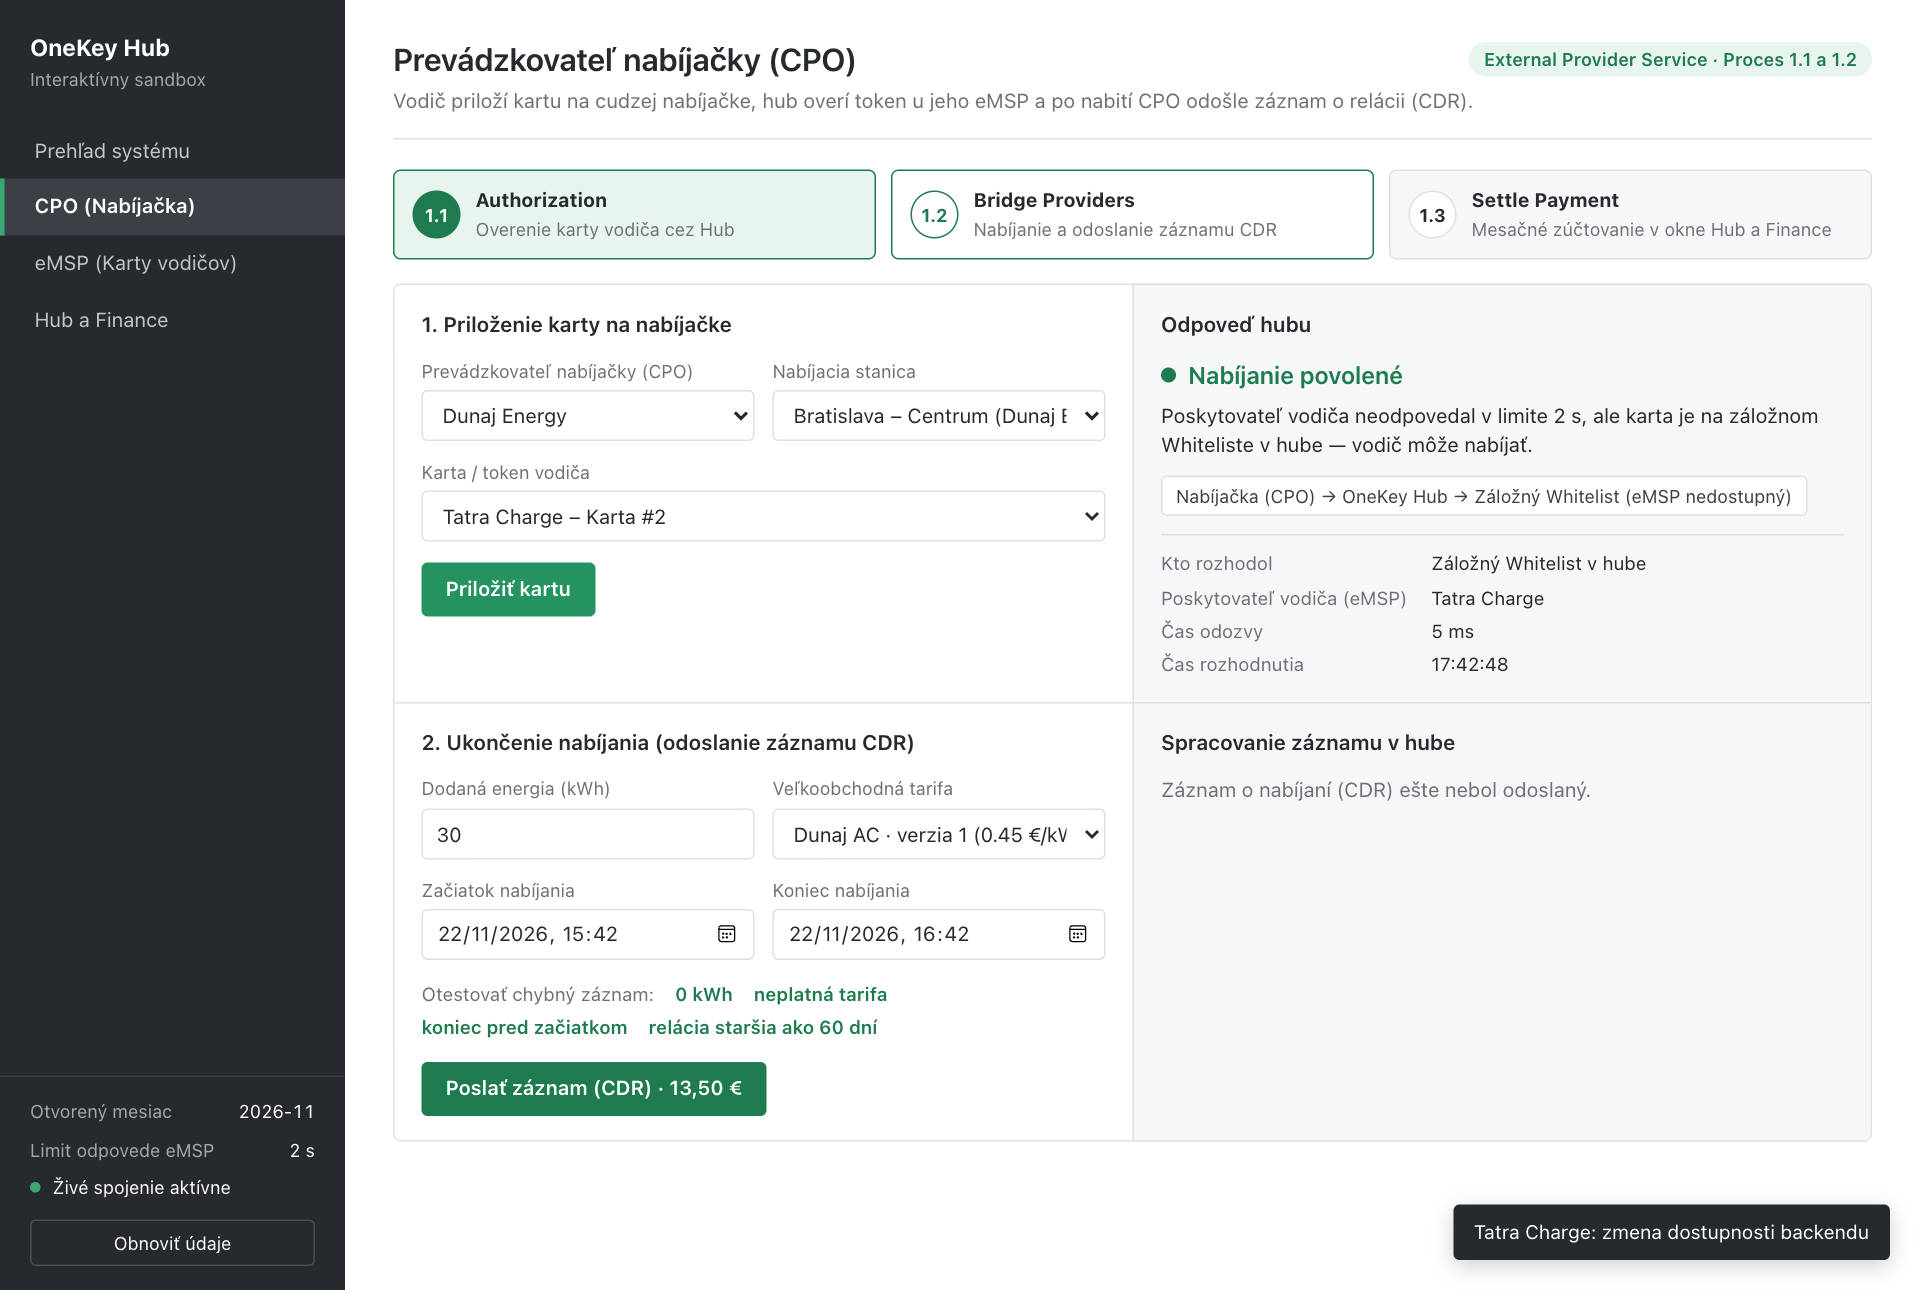 OneKey Hub
Interaktívny sandbox
Prehľad systému
CPO (Nabíjačka)
eMSP (Karty vodičov)
Hub a Finance
Otvorený mesiac 2026-11
Limit odpovede eMSP 2 s
Živé spojenie aktívne
Obnoviť údaje
Prevádzkovateľ nabíjačky (CPO)
External Provider Service · Proces 1.1 a 1.2
Vodič priloží kartu na cudzej nabíjačke, hub overí token u jeho eMSP a po nabití CPO odošle záznam o relácii (CDR).
1.1 Authorization
Overenie karty vodiča cez Hub
1.2 Bridge Providers
Nabíjanie a odoslanie záznamu CDR
1.3 Settle Payment
Mesačné zúčtovanie v okne Hub a Finance
1. Priloženie karty na nabíjačke
Prevádzkovateľ nabíjačky (CPO) Nabíjacia stanica
Dunaj Energy Bratislava – Centrum (Dunaj E
Karta / token vodiča
Tatra Charge – Karta #2
Priložiť kartu
Odpoveď hubu
Nabíjanie povolené
Poskytovateľ vodiča neodpovedal v limite 2 s, ale karta je na záložnom
Whiteliste v hube — vodič môže nabíjať.
Nabíjačka (CPO) → OneKey Hub → Záložný Whitelist (eMSP nedostupný)
Kto rozhodol Záložný Whitelist v hube
Poskytovateľ vodiča (eMSP) Tatra Charge
Čas odozvy 5 ms
Čas rozhodnutia 17:42:48
2. Ukončenie nabíjania (odoslanie záznamu CDR)
Dodaná energia (kWh) Veľkoobchodná tarifa
30 Dunaj AC · verzia 1 (0.45 €/kW
Začiatok nabíjania Koniec nabíjania
22/11/2026, 15:42 22/11/2026, 16:42
Otestovať chybný záznam: 0 kWh neplatná tarifa
koniec pred začiatkom relácia staršia ako 60 dní
Poslať záznam (CDR) · 13,50 €
Spracovanie záznamu v hube
Záznam o nabíjaní (CDR) ešte nebol odoslaný.
Tatra Charge: zmena dostupnosti backendu